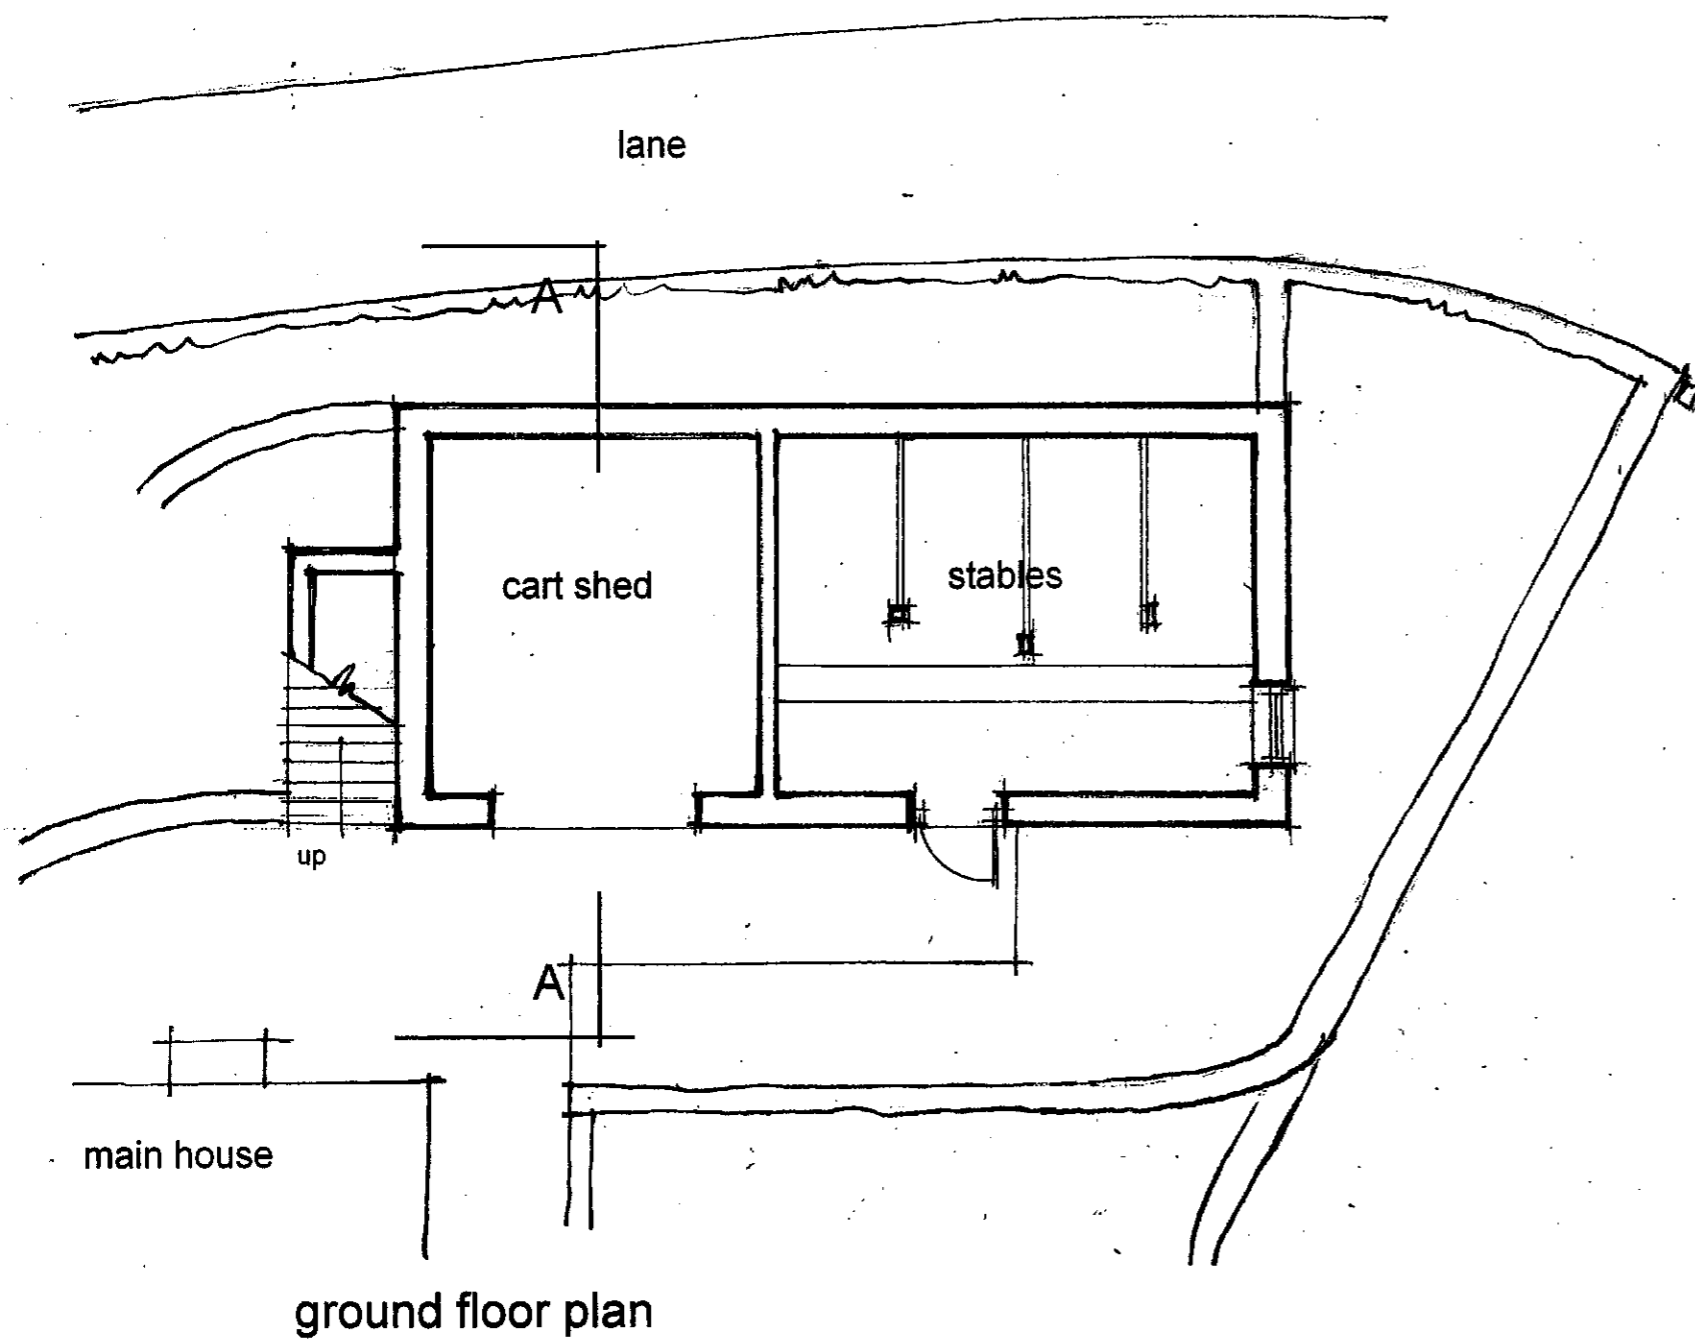 lane
A
cart shed
stables
up
A
main house
ground floor plan